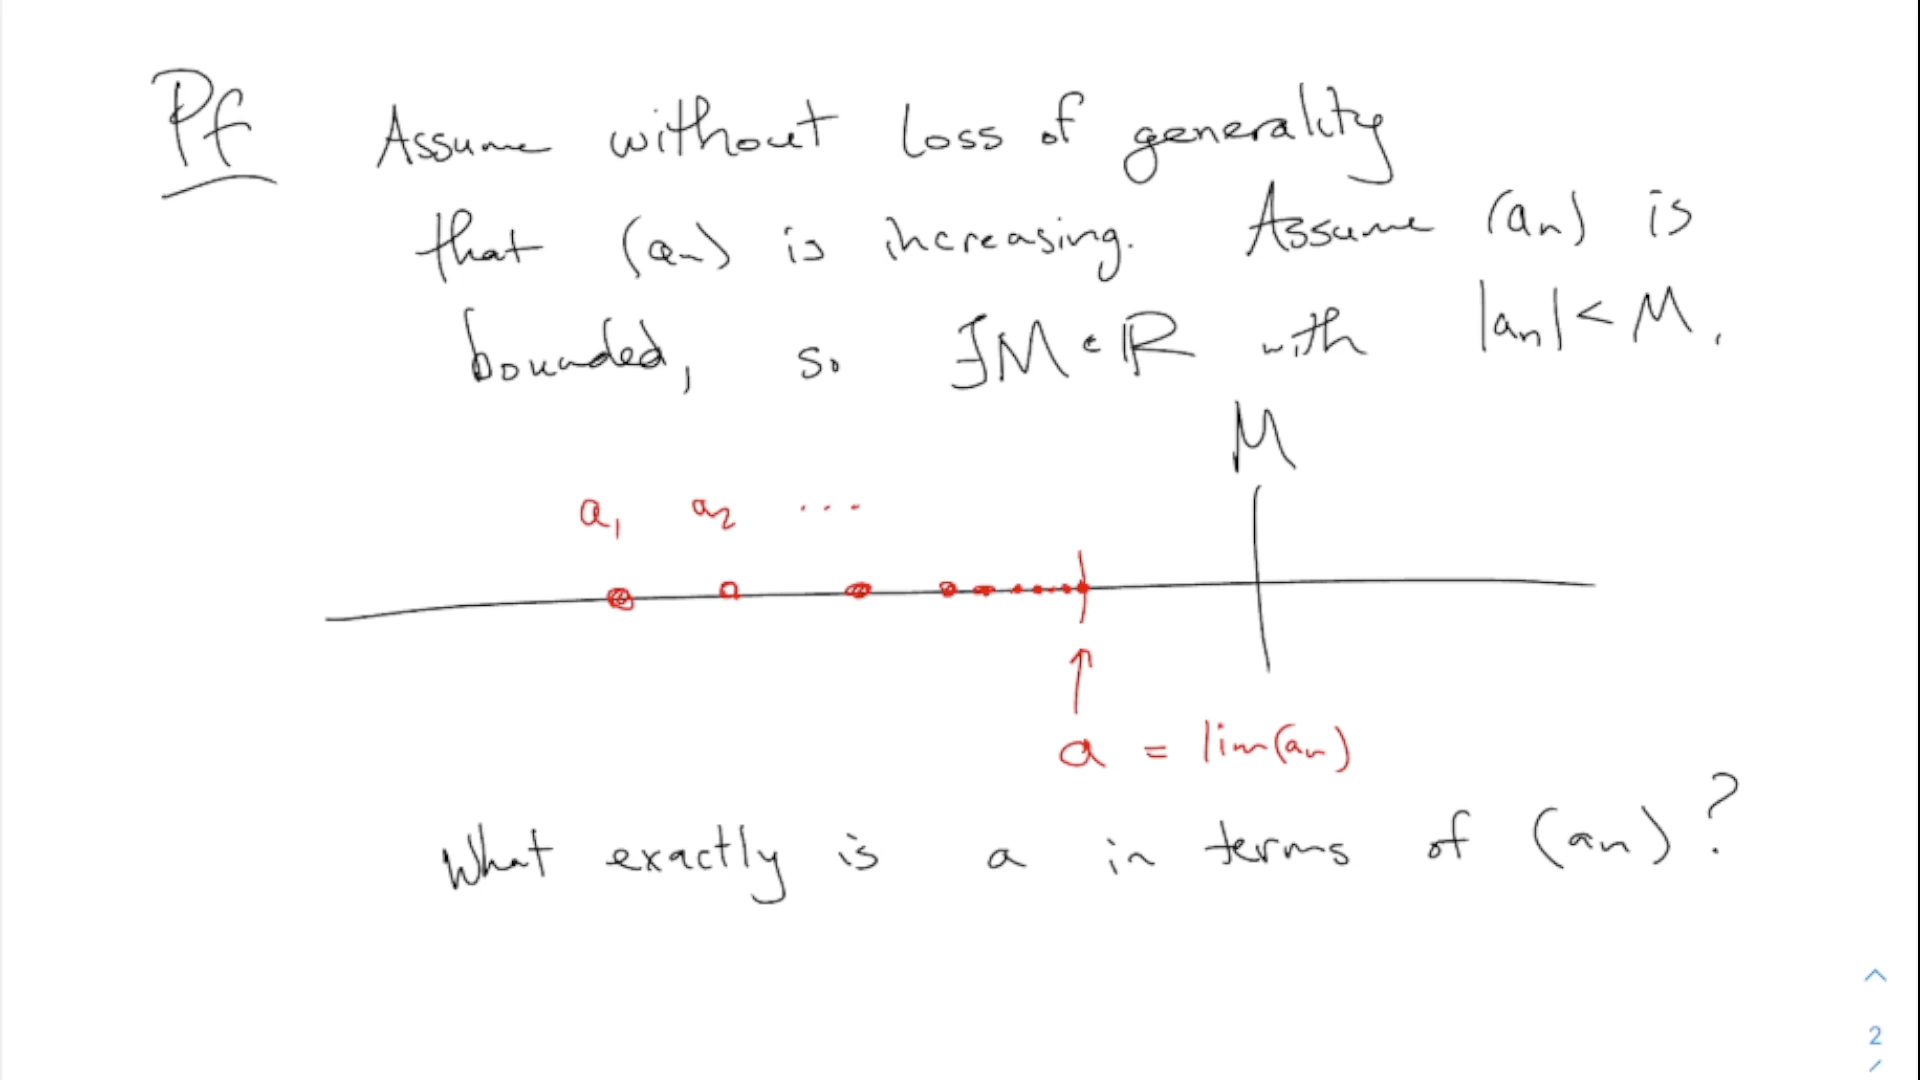 Pf Assume without loss of generality
that (an) is increasing. Assume (an) is
bounded, so ∃M∈ℝ with |an| < M.
M
a1 a2 ...
a = lim(an)
What exactly is a in terms of (an)?
2